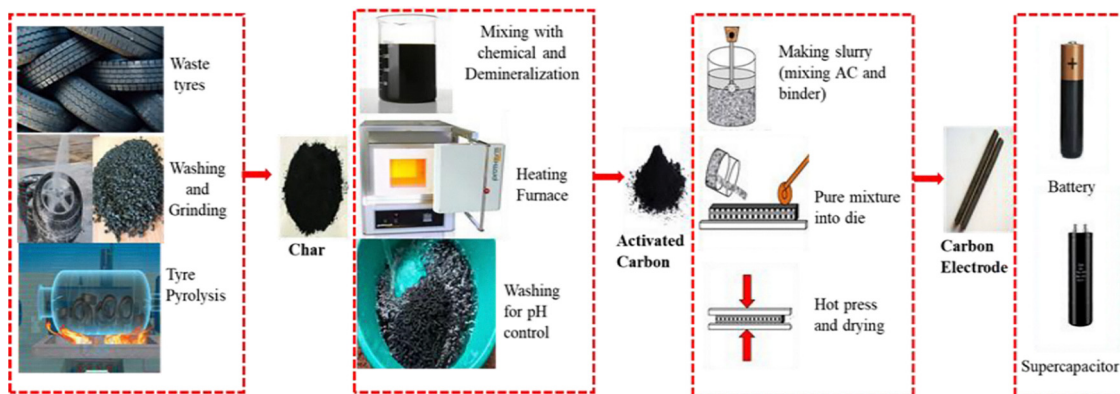 Waste
tyres
Washing
and
Grinding
Tyre
Pyrolysis
Char
Mixing with
chemical and
Demineralization
Heating
Furnace
Washing
for pH
control
Activated
Carbon
Making slurry
(mixing AC and
binder)
Pure mixture
into die
Hot press
and drying
Carbon
Electrode
Battery
Supercapacitor